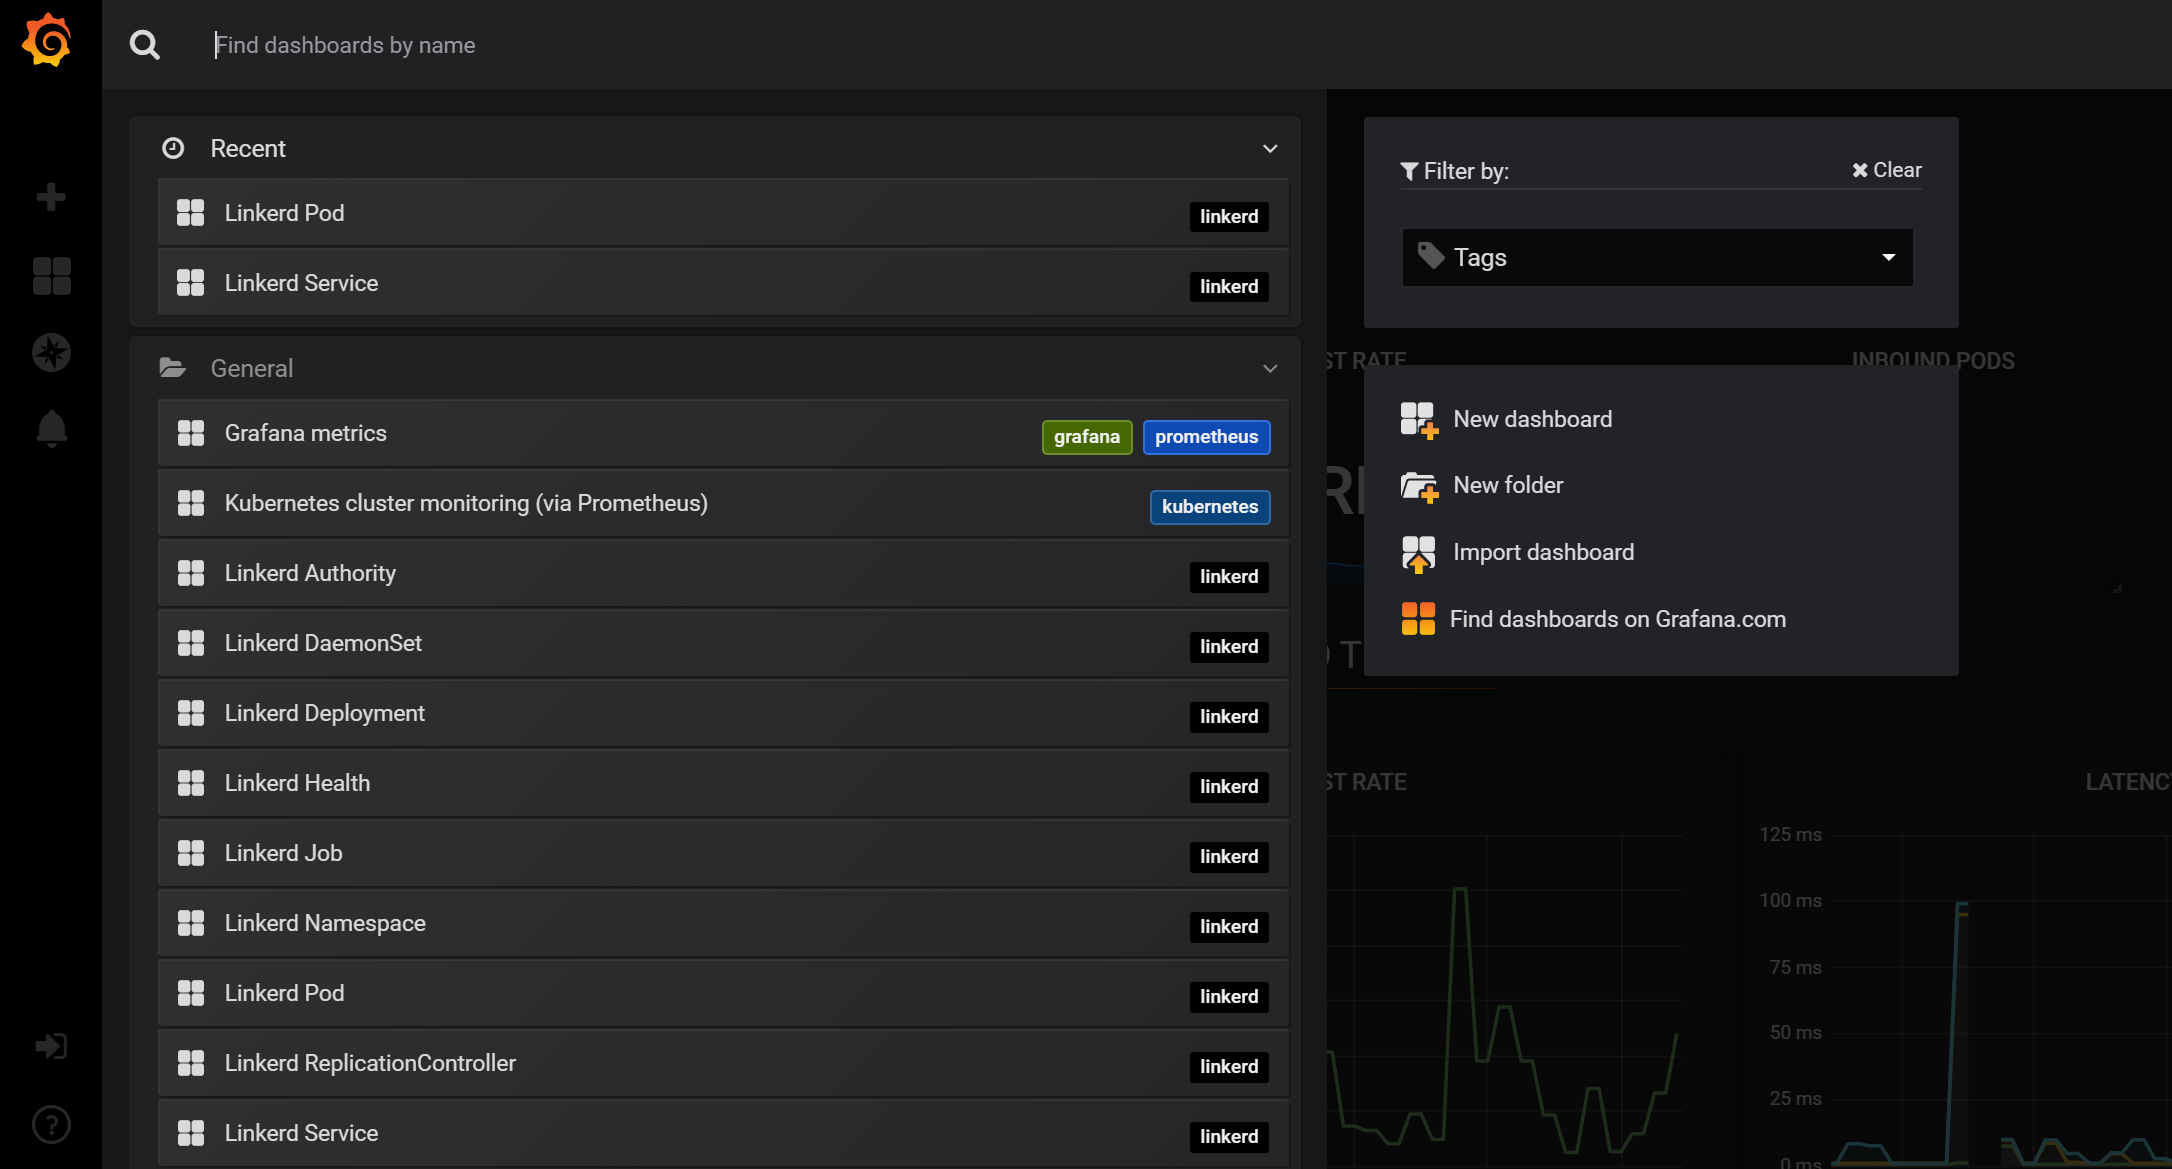 Find dashboards by name
Recent
Linkerd Pod linkerd
Linkerd Service linkerd
General
Grafana metrics grafana prometheus
Kubernetes cluster monitoring (via Prometheus) kubernetes
Linkerd Authority linkerd
Linkerd DaemonSet linkerd
Linkerd Deployment linkerd
Linkerd Health linkerd
Linkerd Job linkerd
Linkerd Namespace linkerd
Linkerd Pod linkerd
Linkerd ReplicationController linkerd
Linkerd Service linkerd
Filter by: Clear
Tags
RATE INBOUND PODS
New dashboard
New folder
Import dashboard
Find dashboards on Grafana.com
RATE
125 ms
100 ms
75 ms
50 ms
25 ms
0 ms